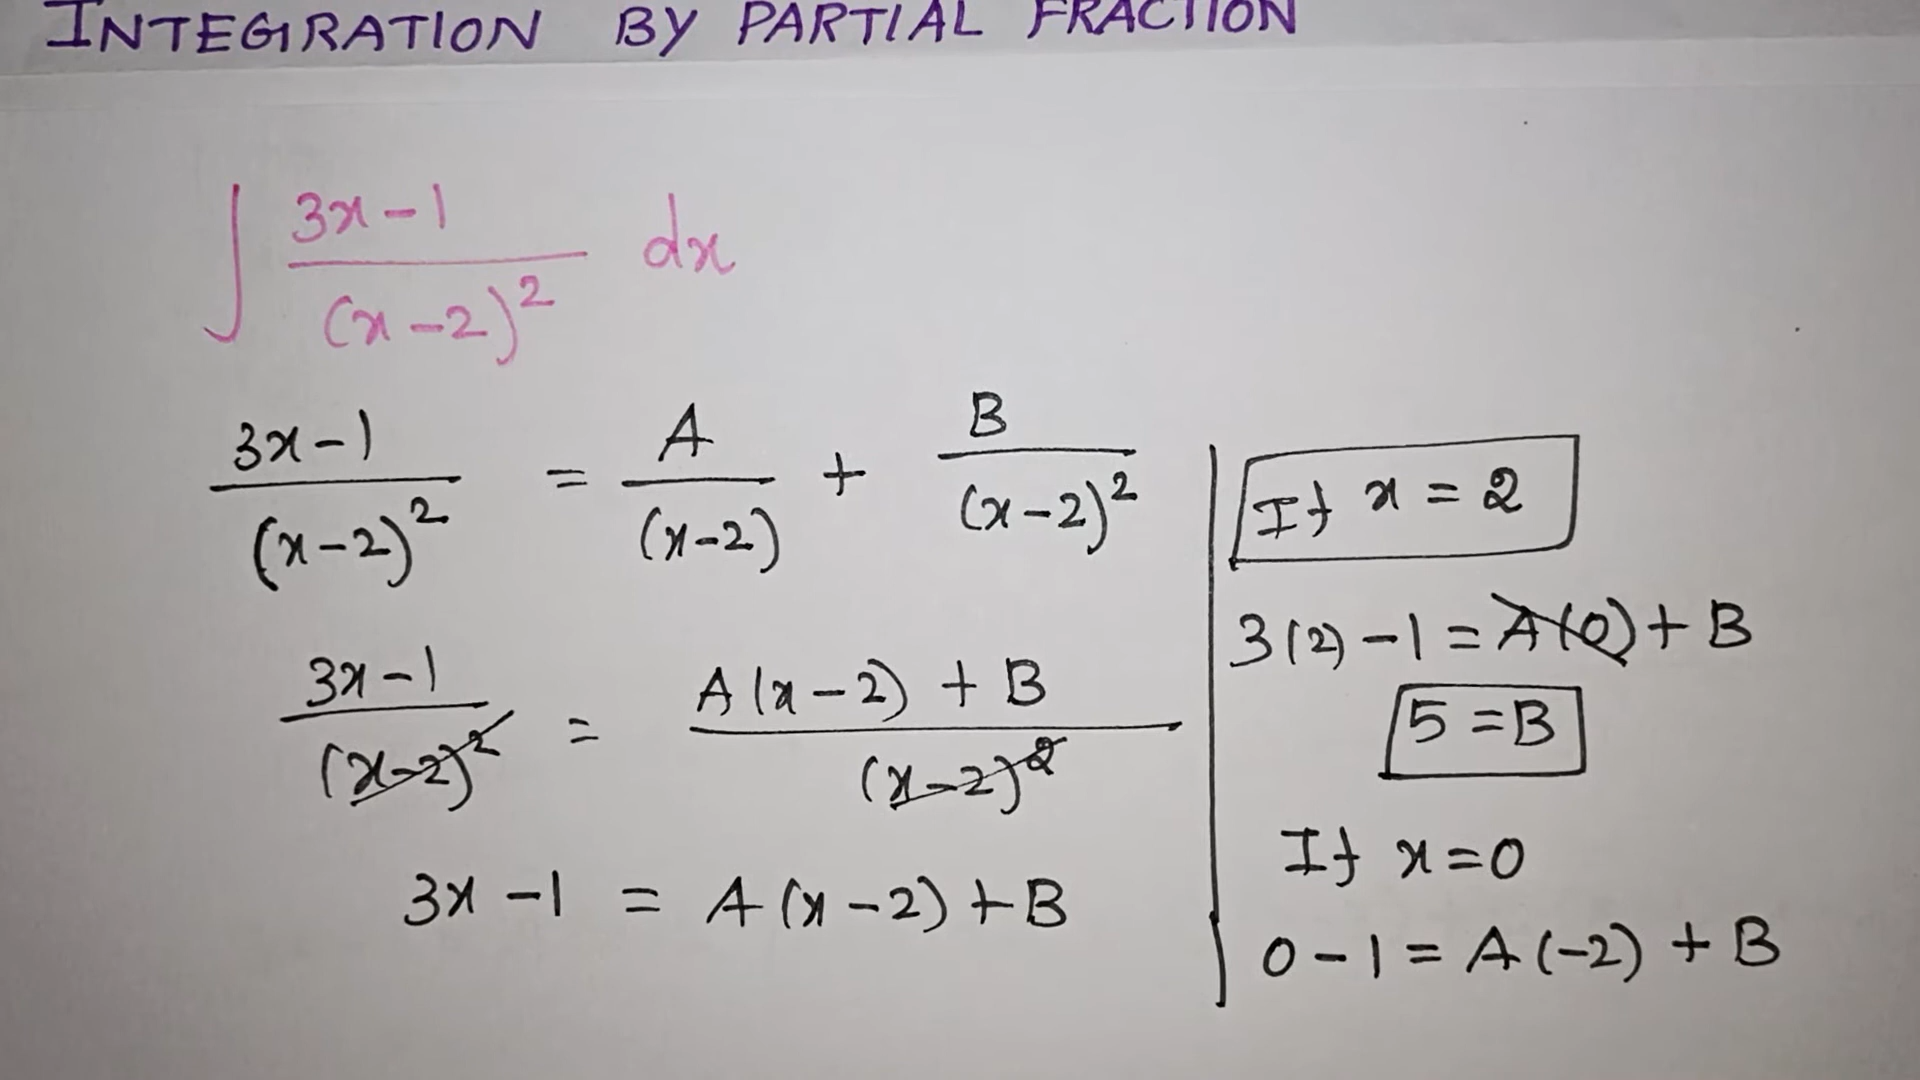 INTEGRATION BY PARTIAL FRACTION
∫ (3x-1)/(x-2)² dx
(3x-1)/(x-2)² = A/(x-2) + B/(x-2)²
(3x-1)/(x-2)² = (A(x-2) + B)/(x-2)²
3x-1 = A(x-2)+B
If x = 2
3(2)-1 = A(0)+B
5=B
If x=0
0-1 = A(-2) + B